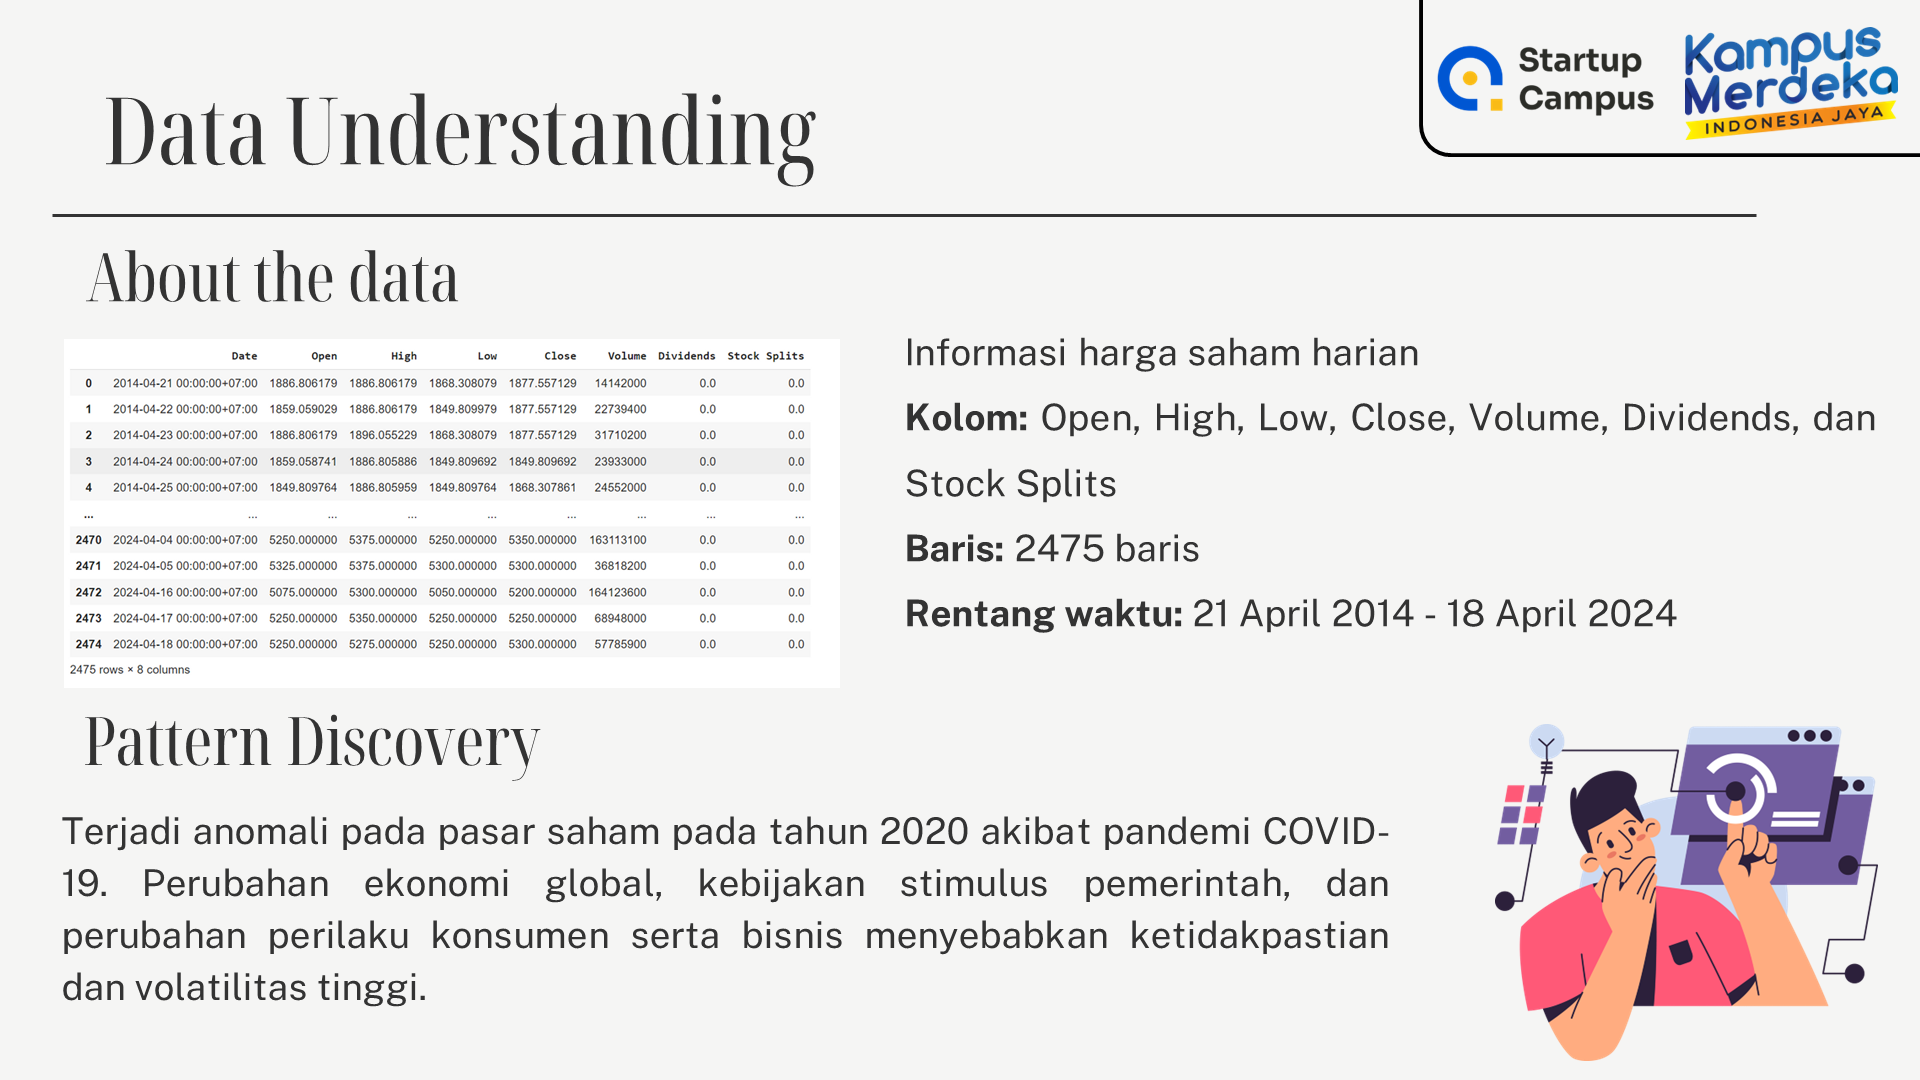 Startup
Campus
Kampus
Merdeka
INDONESIA JAYA
Data Understanding
About the data
Date Open High Low Close Volume Dividends Stock Splits
0 2014-04-21 00:00:00+07:00 1886.806179 1886.806179 1868.308079 1877.557129 14142000 0.0 0.0
1 2014-04-22 00:00:00+07:00 1859.059029 1886.806179 1849.809979 1877.557129 22739400 0.0 0.0
2 2014-04-23 00:00:00+07:00 1886.806179 1896.055229 1868.308079 1877.557129 31710200 0.0 0.0
3 2014-04-24 00:00:00+07:00 1859.058741 1886.805886 1849.809692 1849.809692 23933000 0.0 0.0
4 2014-04-25 00:00:00+07:00 1849.809764 1886.805959 1849.809764 1868.307861 24552000 0.0 0.0
... ... ... ... ... ... ... ... ...
2470 2024-04-04 00:00:00+07:00 5250.000000 5375.000000 5250.000000 5350.000000 163113100 0.0 0.0
2471 2024-04-05 00:00:00+07:00 5325.000000 5375.000000 5300.000000 5300.000000 36818200 0.0 0.0
2472 2024-04-16 00:00:00+07:00 5075.000000 5300.000000 5050.000000 5200.000000 164123600 0.0 0.0
2473 2024-04-17 00:00:00+07:00 5250.000000 5350.000000 5250.000000 5250.000000 68948000 0.0 0.0
2474 2024-04-18 00:00:00+07:00 5250.000000 5275.000000 5250.000000 5300.000000 57785900 0.0 0.0
2475 rows × 8 columns
Informasi harga saham harian
Kolom: Open, High, Low, Close, Volume, Dividends, dan
Stock Splits
Baris: 2475 baris
Rentang waktu: 21 April 2014 - 18 April 2024
Pattern Discovery
Terjadi anomali pada pasar saham pada tahun 2020 akibat pandemi COVID-
19. Perubahan ekonomi global, kebijakan stimulus pemerintah, dan
perubahan perilaku konsumen serta bisnis menyebabkan ketidakpastian
dan volatilitas tinggi.